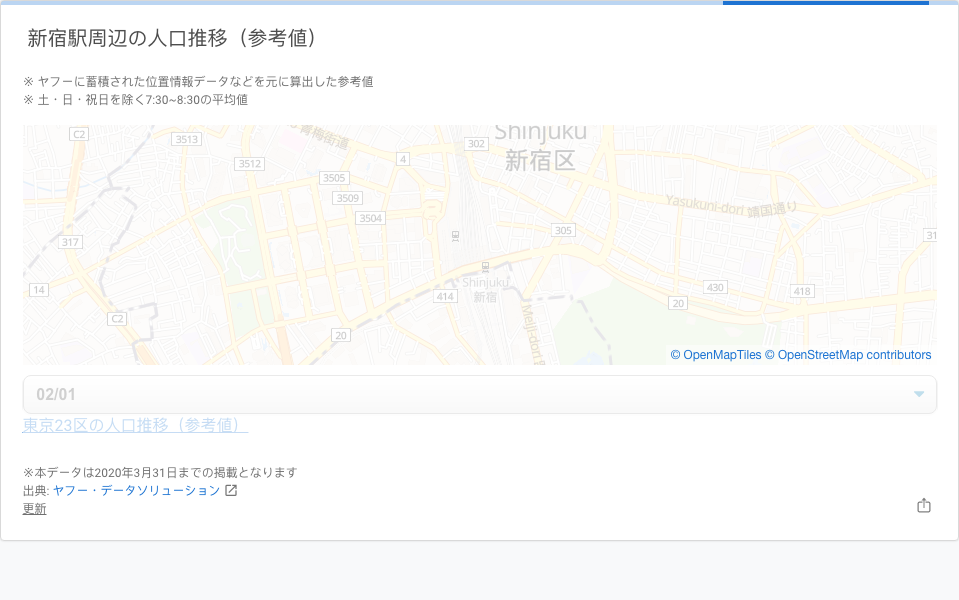 新宿駅周辺の人口推移（参考値）
※ ヤフーに蓄積された位置情報データなどを元に算出した参考値
※ 土・日・祝日を除く7:30~8:30の平均値
Shinjuku
新宿区
C2
3513
青梅街道
302
4
3512
3505
3509
3504
Yasukuni-dori 靖国通り
305
317
31
Shinjuku
新宿
14
414
430
418
20
C2
20
Meiji-dori
© OpenMapTiles © OpenStreetMap contributors
02/01
東京23区の人口推移（参考値）
※本データは2020年3月31日までの掲載となります
出典: ヤフー・データソリューション
更新